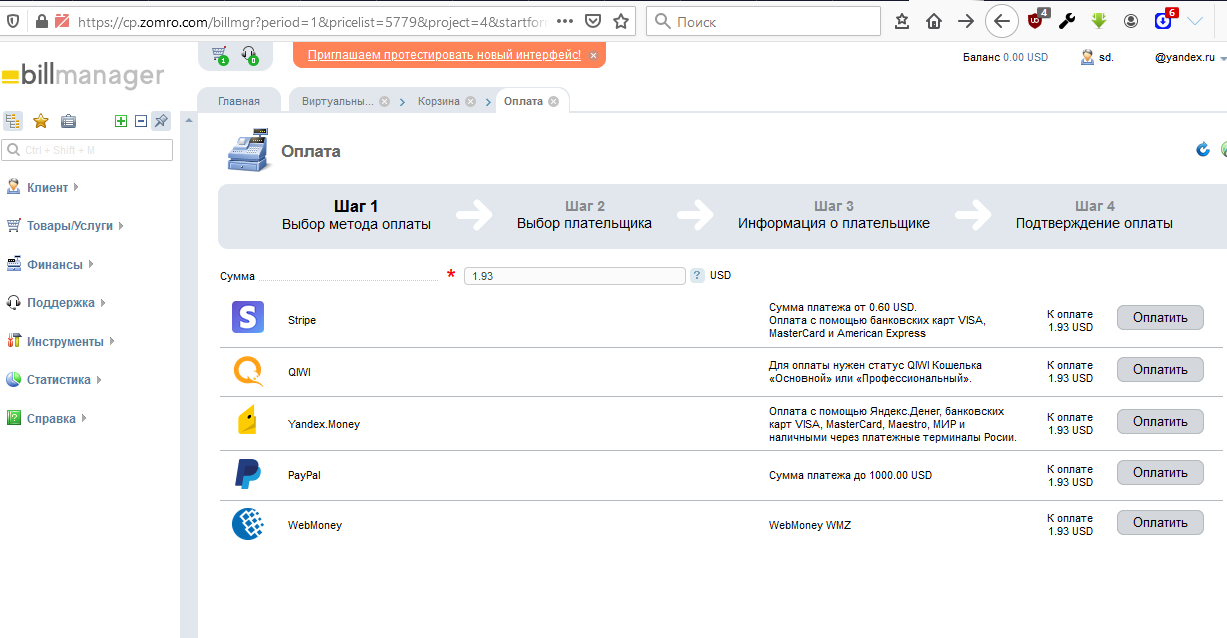 https://cp.zomro.com/billmgr?period=1&pricelist=5779&project=4&startfor
Поиск
4
6
billmanager
1
0
Приглашаем протестировать новый интерфейс!
×
Баланс 0.00 USD
sd.
@yandex.ru
Главная
Виртуальны...
Корзина
Оплата
Ctrl + Shift + M
Клиент
Товары/Услуги
Финансы
Поддержка
Инструменты
Статистика
Справка
Оплата
Шаг 1
Выбор метода оплаты
Шаг 2
Выбор плательщика
Шаг 3
Информация о плательщике
Шаг 4
Подтверждение оплаты
Сумма * 1.93 ? USD
Stripe
Сумма платежа от 0.60 USD.
Оплата с помощью банковских карт VISA,
MasterCard и American Express
К оплате
1.93 USD
Оплатить
QIWI
Для оплаты нужен статус QIWI Кошелька
«Основной» или «Профессиональный».
К оплате
1.93 USD
Оплатить
Yandex.Money
Оплата с помощью Яндекс.Денег, банковских
карт VISA, MasterCard, Maestro, МИР и
наличными через платежные терминалы Росии.
К оплате
1.93 USD
Оплатить
PayPal
Сумма платежа до 1000.00 USD
К оплате
1.93 USD
Оплатить
WebMoney
WebMoney WMZ
К оплате
1.93 USD
Оплатить